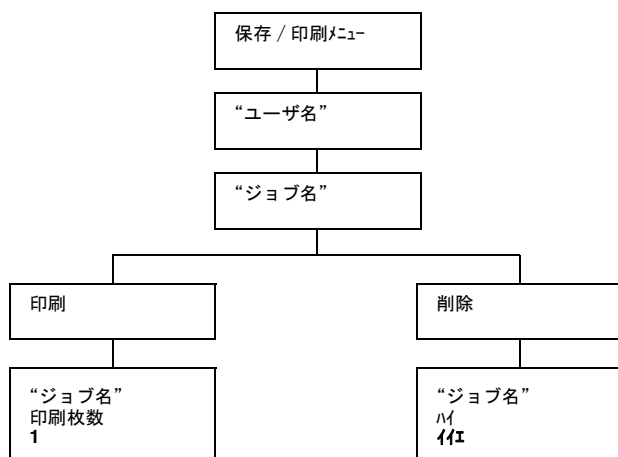 保存 / 印刷ﾒﾆｭｰ
“ユーザ名”
“ジョブ名”
印刷
削除
“ジョブ名”
印刷枚数
1
“ジョブ名”
ﾊｲ
ｲｲｴ